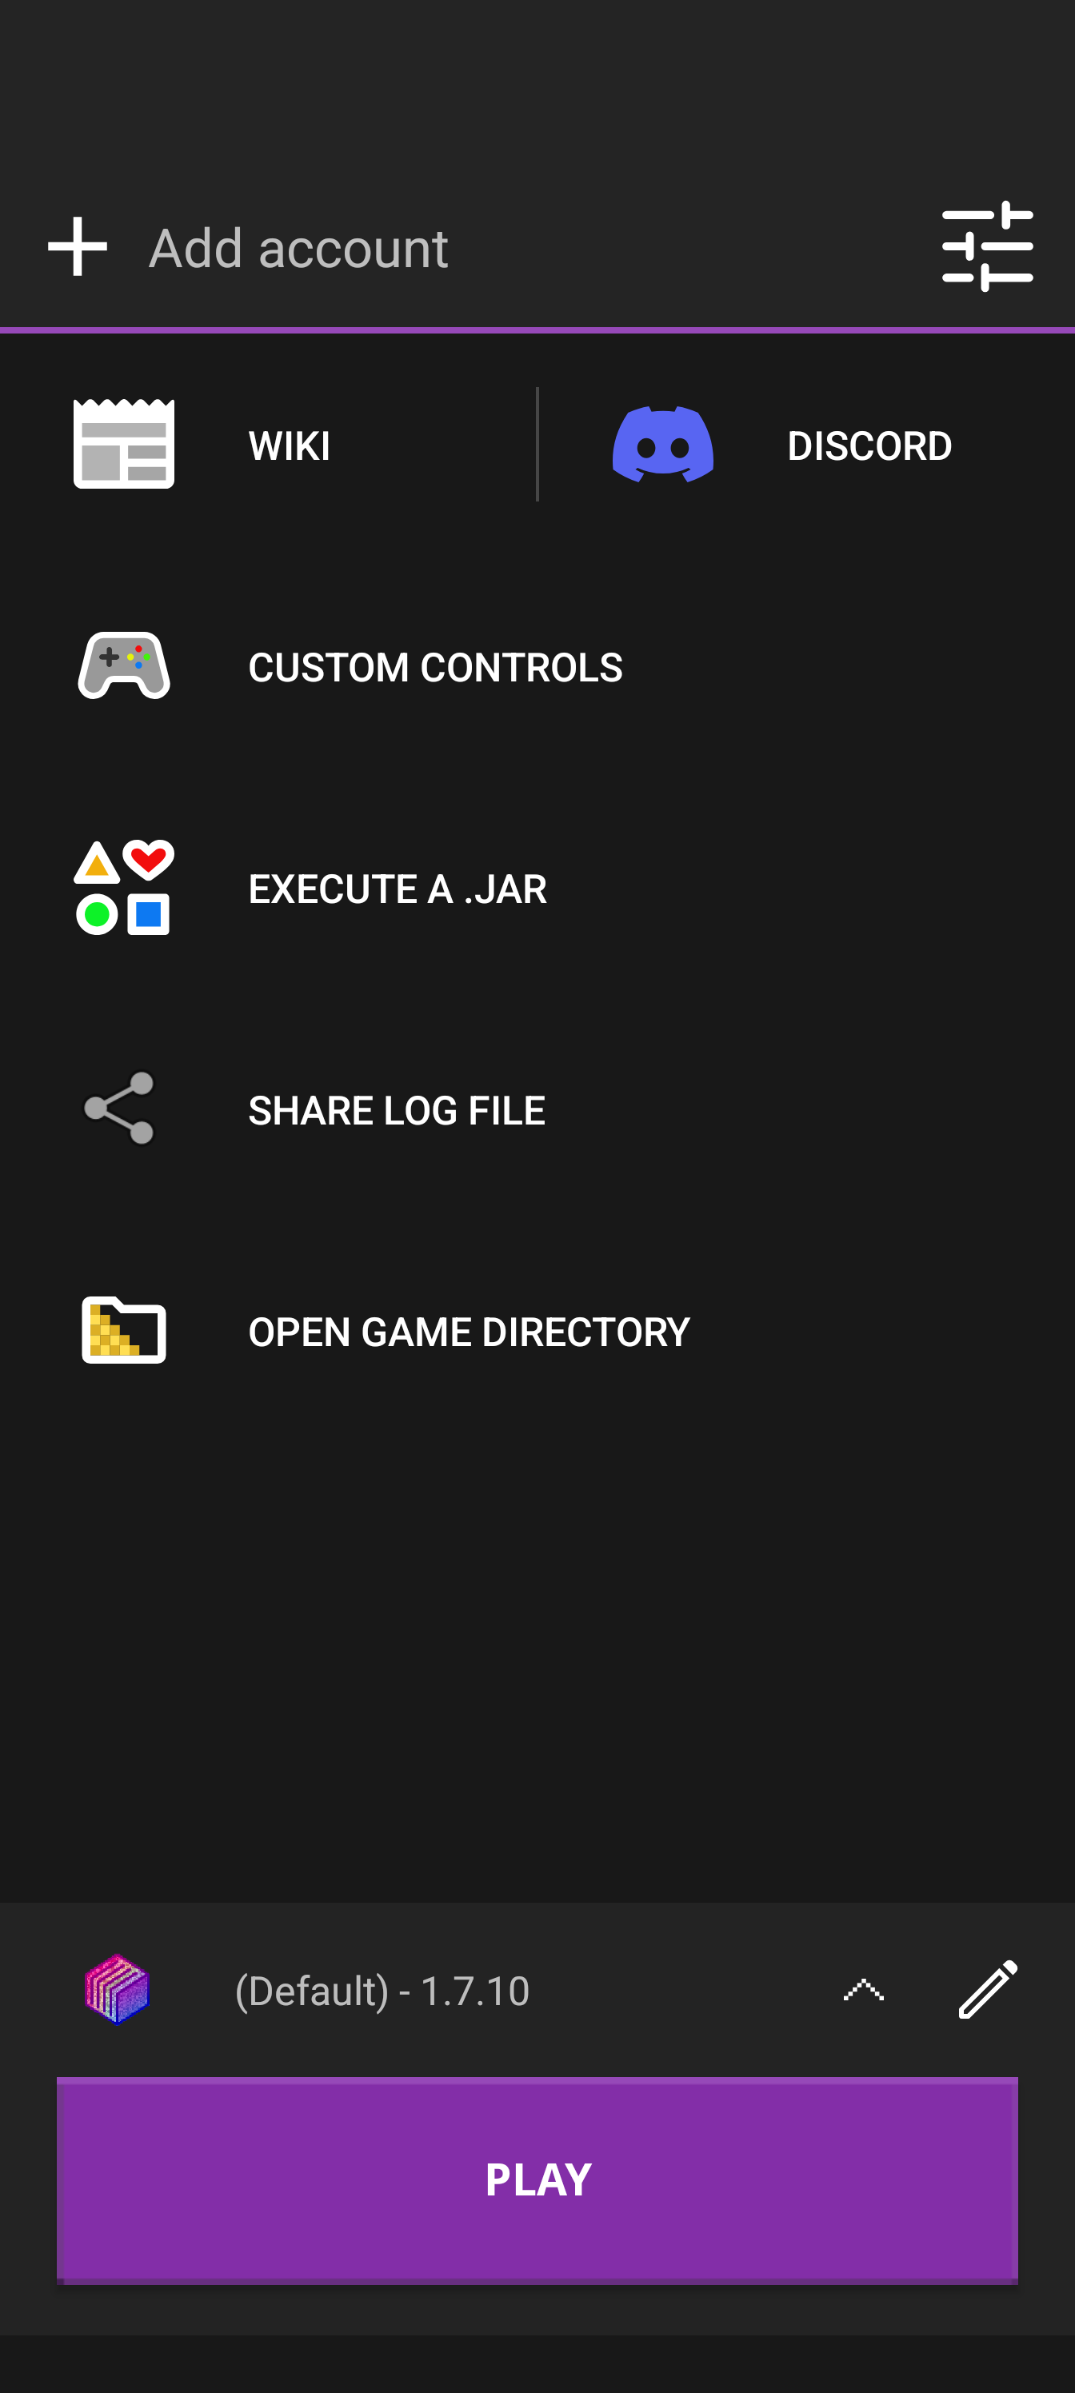 Add account
WIKI
DISCORD
CUSTOM CONTROLS
EXECUTE A .JAR
SHARE LOG FILE
OPEN GAME DIRECTORY
(Default) - 1.7.10
PLAY